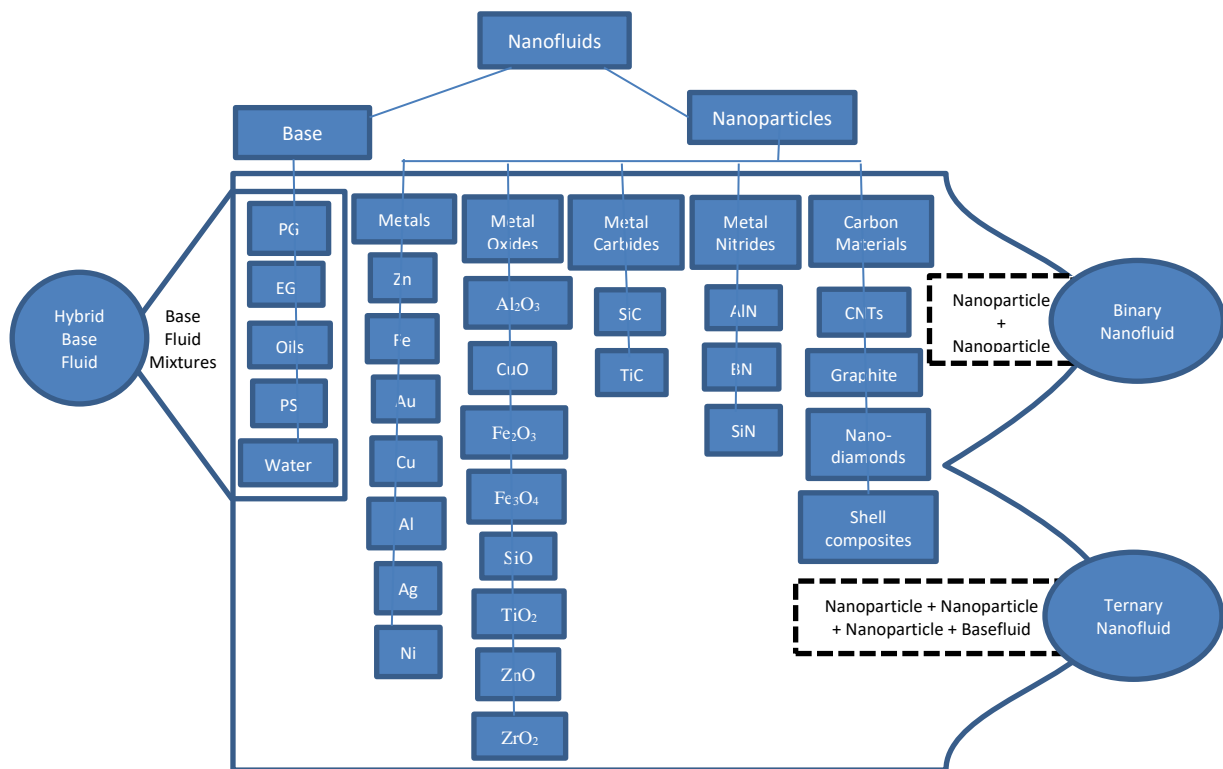 Nanofluids
Base
Nanoparticles
PG
EG
Oils
PS
Water
Hybrid
Base
Fluid
Base
Fluid
Mixtures
Metals
Zn
Fe
Au
Cu
Al
Ag
Ni
Metal
Oxides
Al₂O₃
CuO
Fe₂O₃
Fe₃O₄
SiO
TiO₂
ZnO
ZrO₂
Metal
Carbides
SiC
TiC
Metal
Nitrides
AlN
BN
SiN
Carbon
Materials
CNTs
Graphite
Nano-
diamonds
Shell
composites
Nanoparticle
+
Nanoparticle
Binary
Nanofluid
Nanoparticle + Nanoparticle
+ Nanoparticle + Basefluid
Ternary
Nanofluid